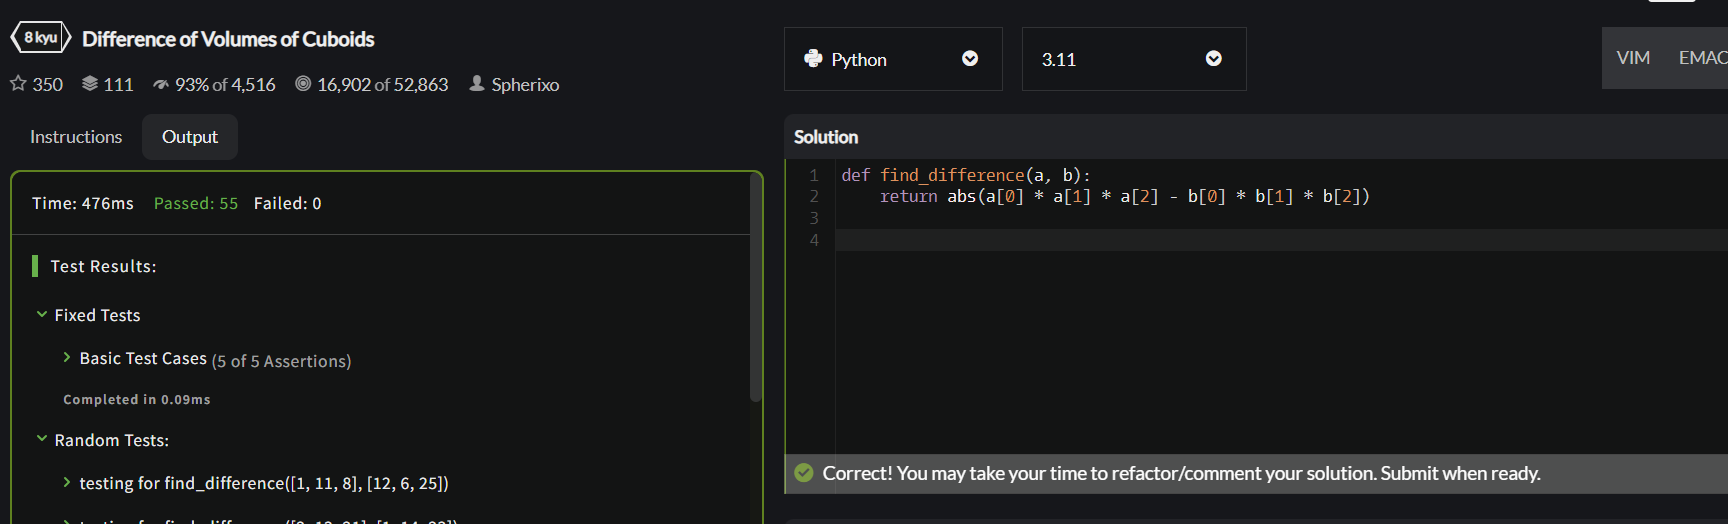 8 kyu Difference of Volumes of Cuboids
350 111 93% of 4,516 16,902 of 52,863 Spherixo
Instructions Output
Time: 476ms Passed: 55 Failed: 0
Test Results:
Fixed Tests
Basic Test Cases (5 of 5 Assertions)
Completed in 0.09ms
Random Tests:
testing for find_difference([1, 11, 8], [12, 6, 25])
Python 3.11 VIM EMAC
Solution
1 def find_difference(a, b):
2 return abs(a[0] * a[1] * a[2] - b[0] * b[1] * b[2])
3
4
Correct! You may take your time to refactor/comment your solution. Submit when ready.